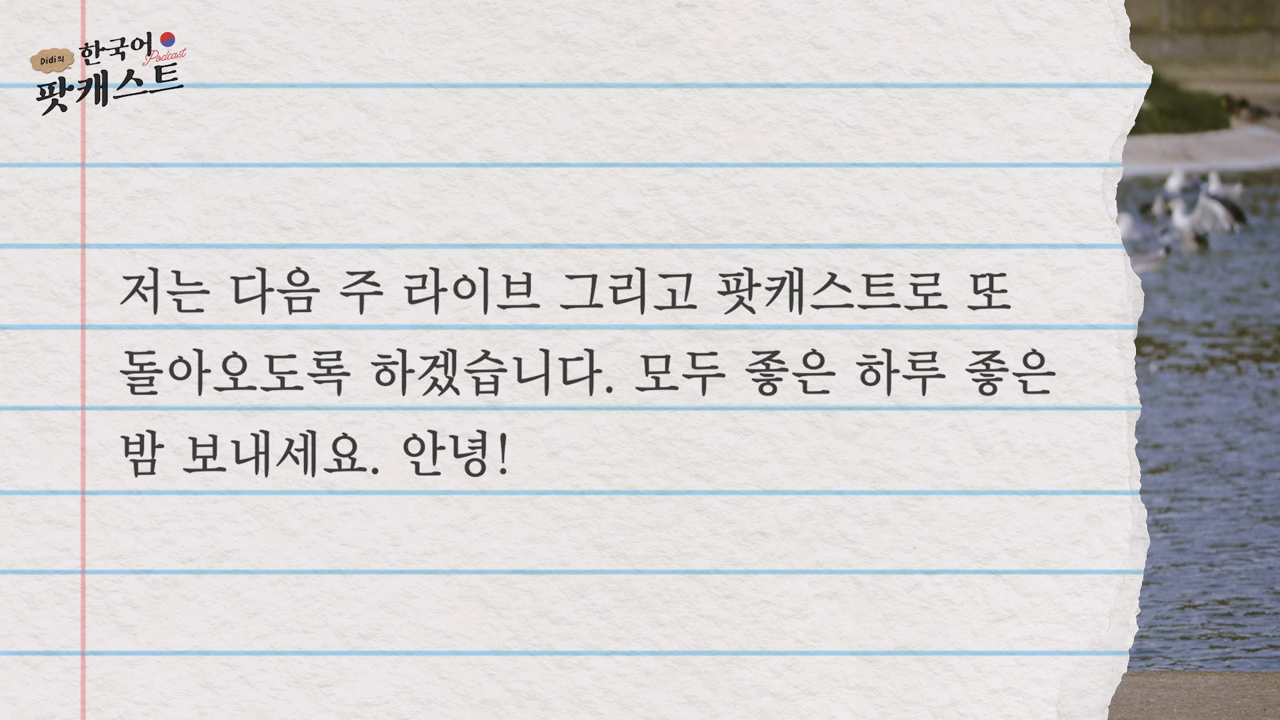 Didi의
한국어
Podcast
팟캐스트
저는 다음 주 라이브 그리고 팟캐스트로 또
돌아오도록 하겠습니다. 모두 좋은 하루 좋은
밤 보내세요. 안녕!